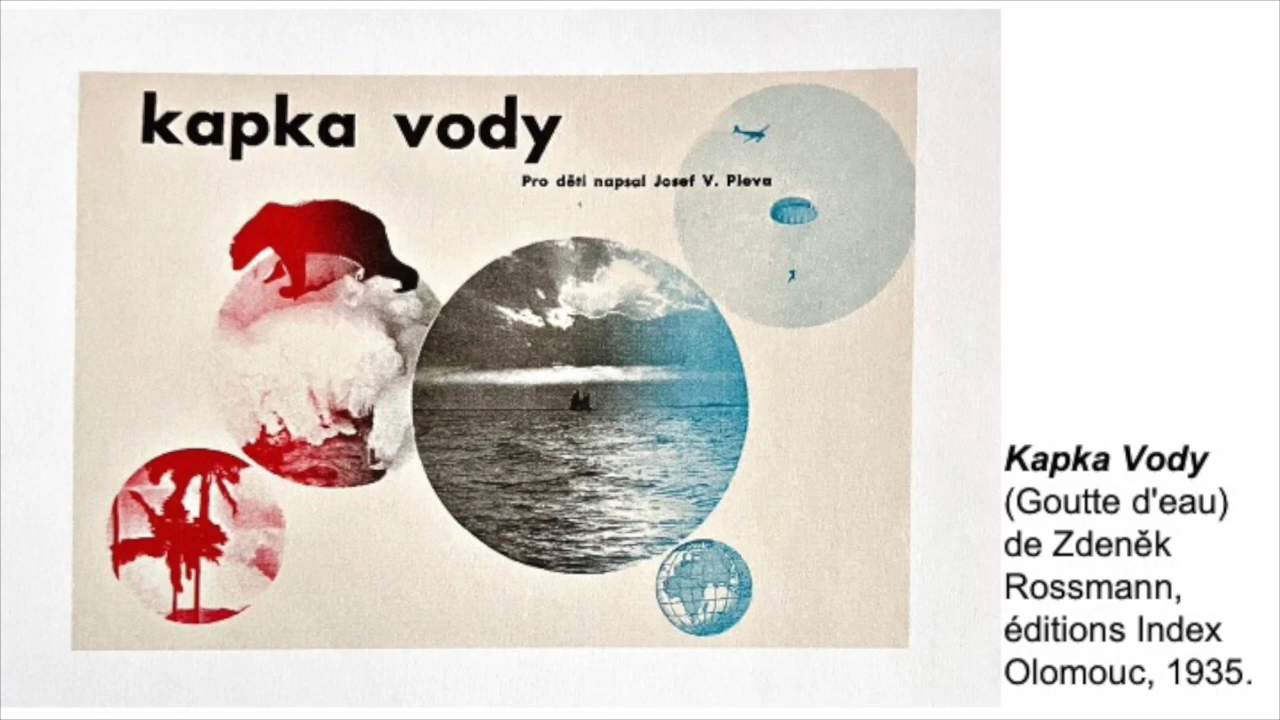 kapka vody
Pro děti napsal Josef V. Pleva
Kapka Vody
(Goutte d'eau)
de Zdeněk
Rossmann,
éditions Index
Olomouc, 1935.